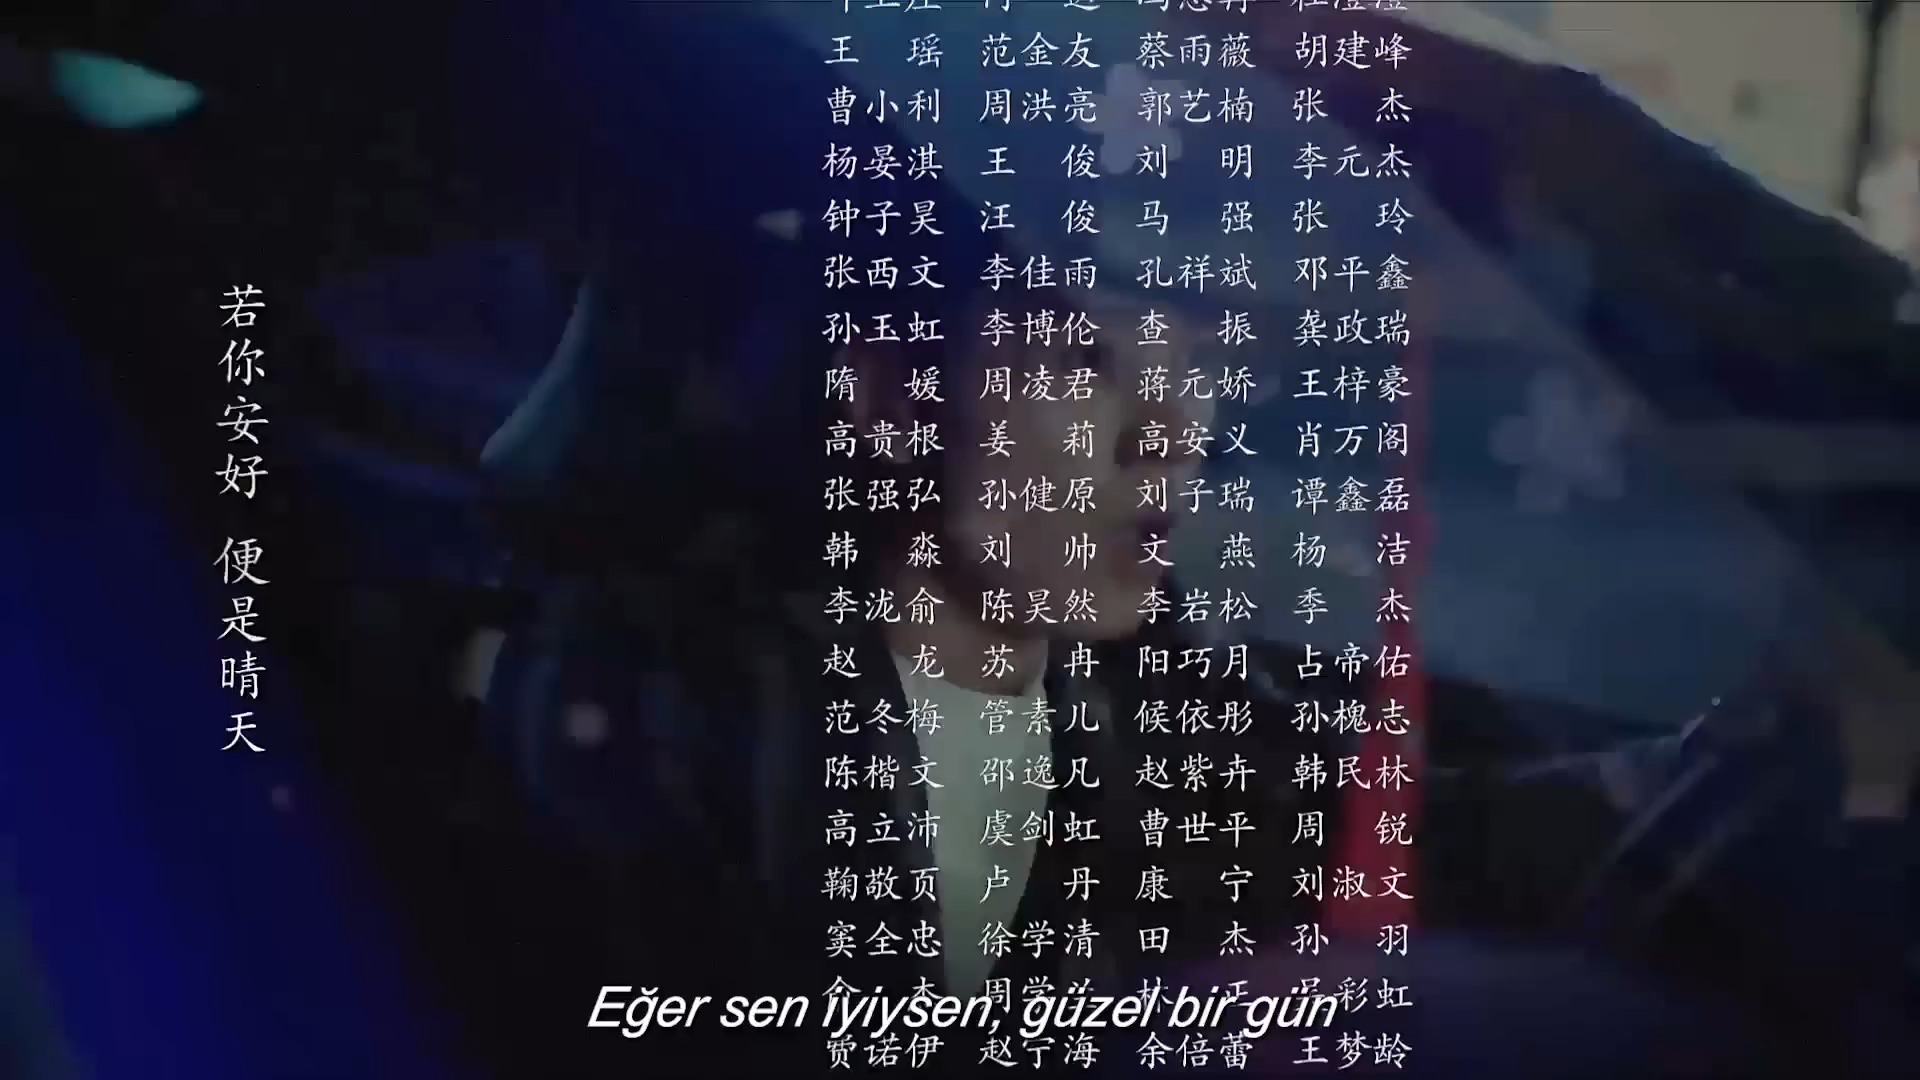 若你安好 便是晴天
王瑶 范金友 蔡雨薇 胡建峰
曹小利 周洪亮 郭艺楠 张杰
杨晏淇 王俊 刘明 李元杰
钟子昊 汪俊 马强 张玲
张西文 李佳雨 孔祥斌 邓平鑫
孙玉虹 李博伦 查振 龚政瑞
隋媛 周凌君 蒋元娇 王梓豪
高贵根 姜莉 高安义 肖万阁
张强弘 孙健原 刘子瑞 谭鑫磊
韩淼 刘帅 文燕 杨洁
李泷俞 陈昊然 李岩松 季杰
赵龙 苏冉 阳巧月 占帝佑
范冬梅 管素儿 候依彤 孙槐志
陈楷文 邵逸凡 赵紫卉 韩民林
高立沛 虞剑虹 曹世平 周锐
鞠敬页 卢丹 康宁 刘淑文
窦全忠 徐学清 田杰 孙羽
彩虹
Eğer sen iyiysen, güzel bir gün
贾诺伊 赵宁海 余倍蕾 王梦龄